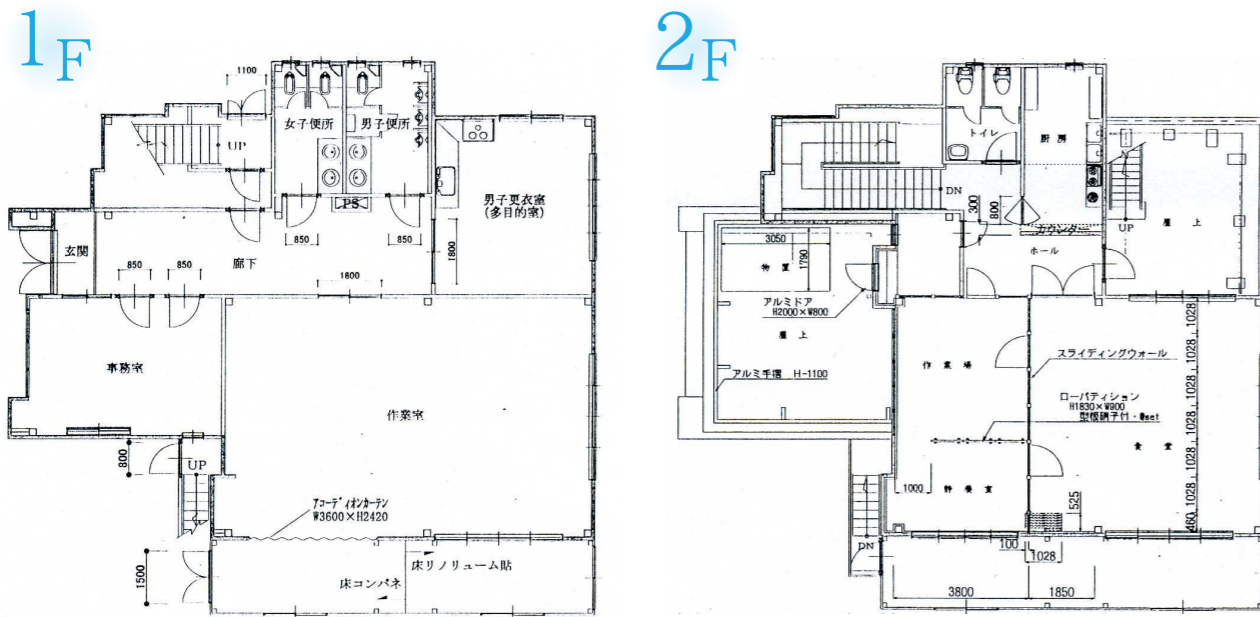 1F
1100
女子便所
男子便所
UP
男子更衣室
(多目的室)
PS
玄関
850
850
1800
廊下
850
850
1800
事務室
作業室
800
UP
アコーディオンカーテン
W3600×H2420
床リノリューム貼
床コンパネ
1500
2F
トイレ
厨房
DN
300
800
UP
屋上
カウンター
ホール
3050
1790
物置
アルミドア
H2000×W800
屋上
アルミ手摺 H-1100
作業場
スライディングウォール
ローパティション
H1830×W900
食堂
静養室
1000
1028
1028
1028
1028
1028
1028
1028
460
525
100
1028
DN
3800
1850